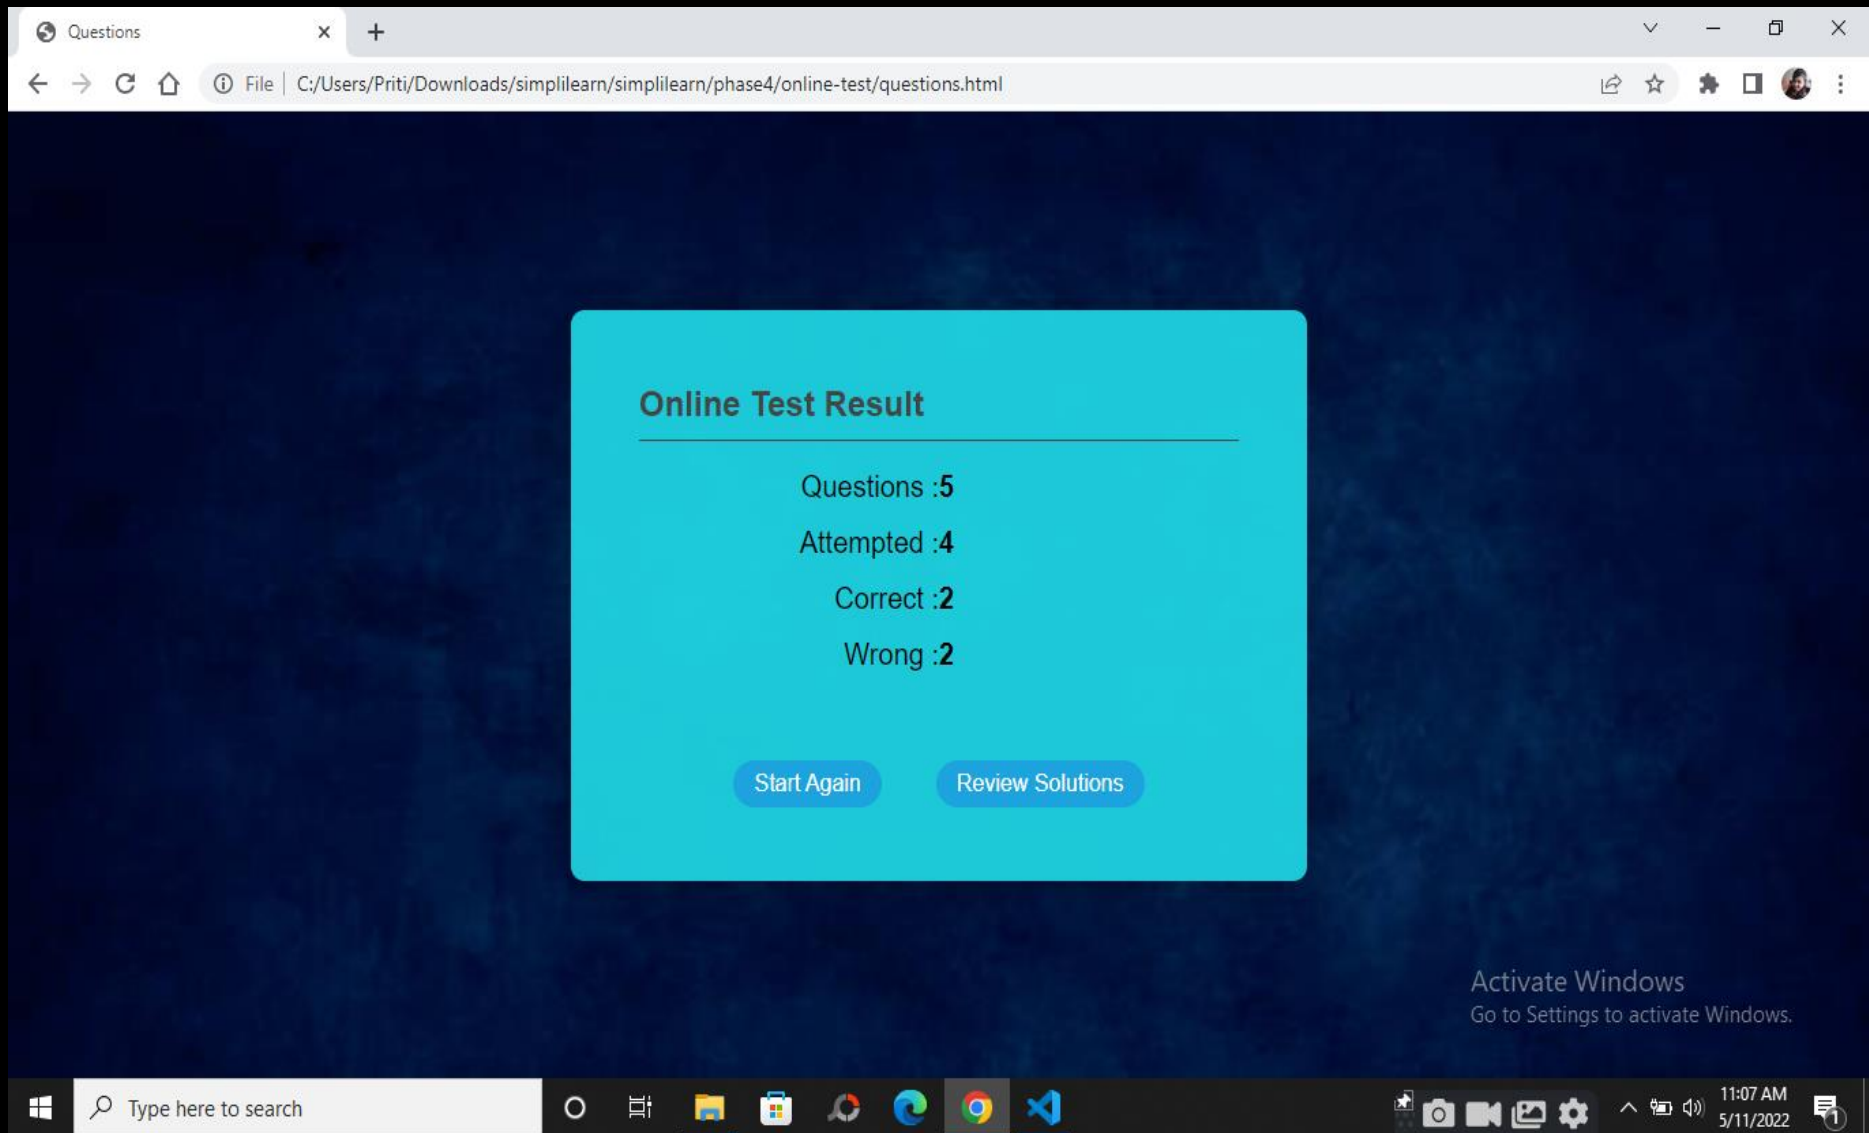 Questions
File
C:/Users/Priti/Downloads/simplilearn/simplilearn/phase4/online-test/questions.html
Online Test Result
Questions :5
Attempted :4
Correct :2
Wrong :2
Start Again
Review Solutions
Activate Windows
Go to Settings to activate Windows.
Type here to search
11:07 AM
5/11/2022
1